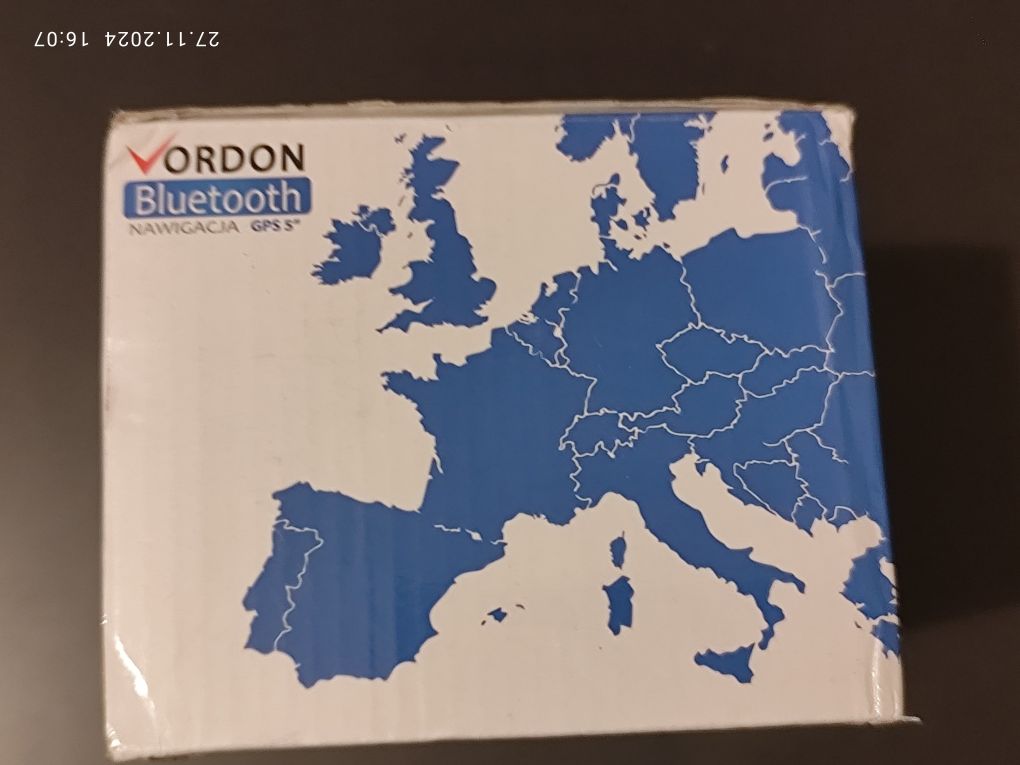 27.11.2024 16:07
VORDON
Bluetooth
NAWIGACJA GPS 5"